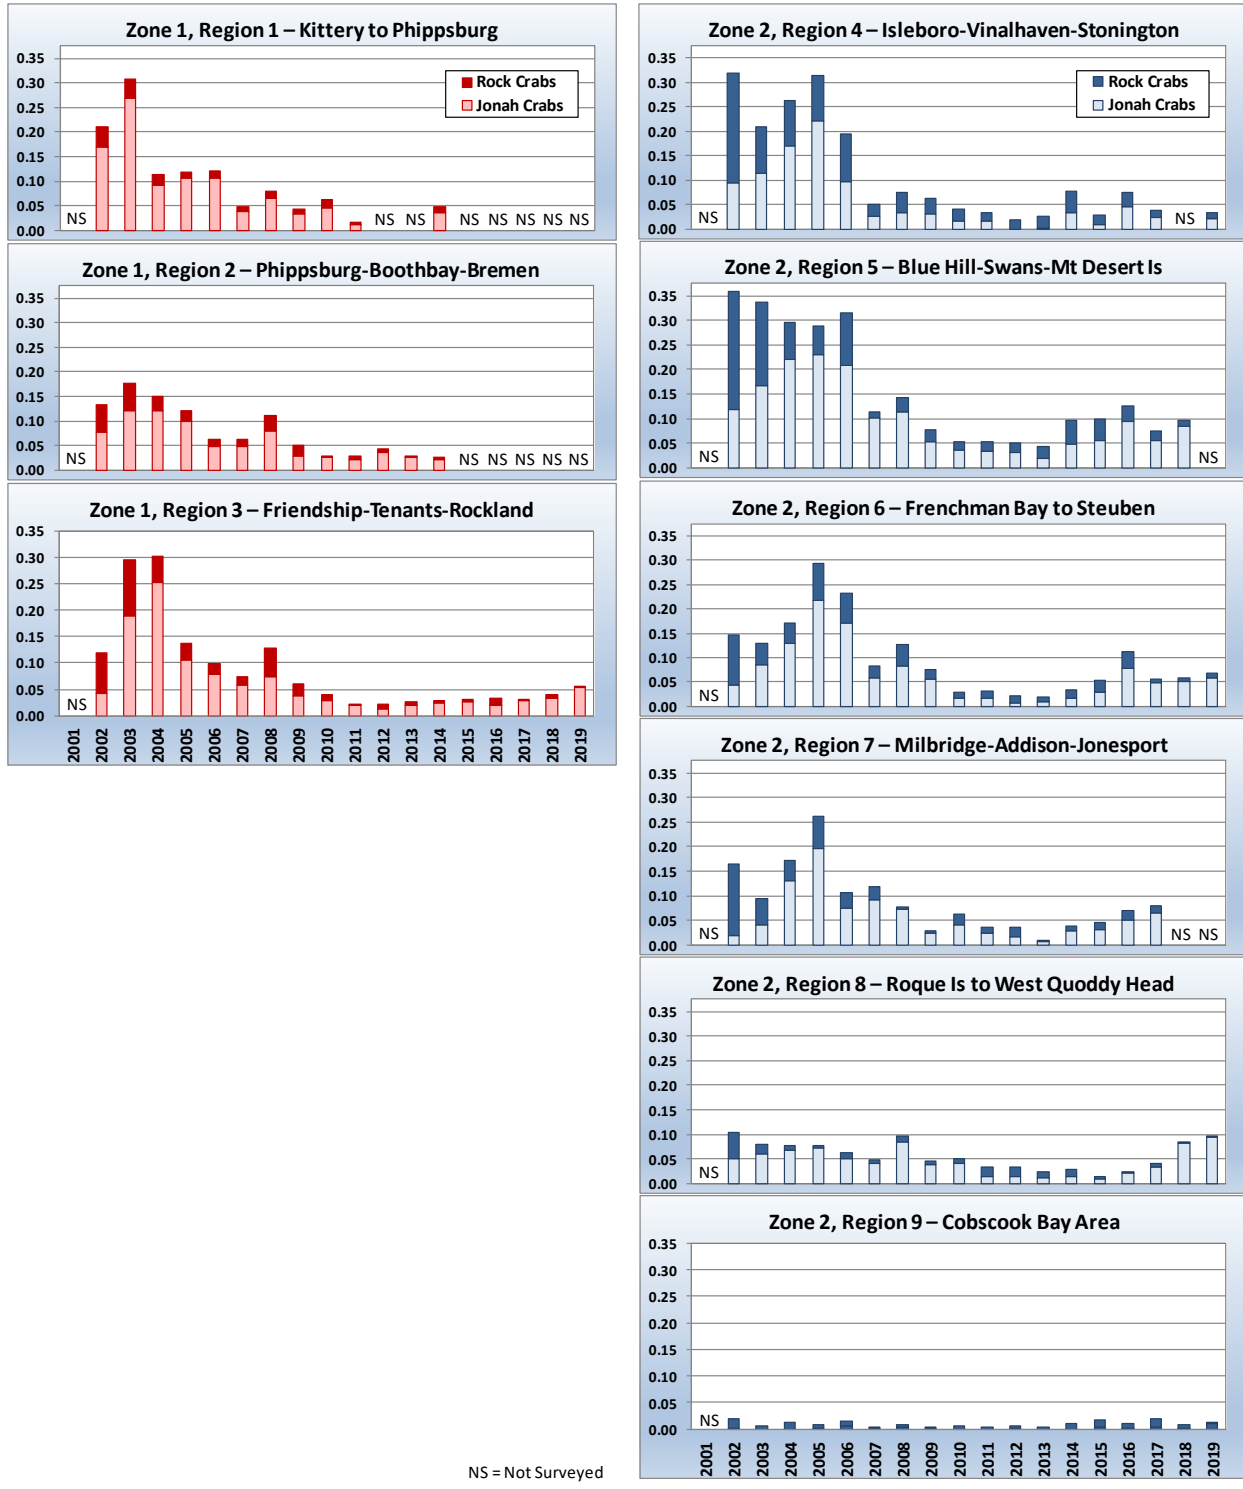 Zone 1, Region 1 – Kittery to Phippsburg
0.35
0.30
0.25
0.20
0.15
0.10
0.05
0.00
Rock Crabs
Jonah Crabs
NS NS NS NS NS NS NS
Zone 1, Region 2 – Phippsburg-Boothbay-Bremen
0.35
0.30
0.25
0.20
0.15
0.10
0.05
0.00
NS NS NS NS NS NS
Zone 1, Region 3 – Friendship-Tenants-Rockland
0.35
0.30
0.25
0.20
0.15
0.10
0.05
0.00
NS
2001 2002 2003 2004 2005 2006 2007 2008 2009 2010 2011 2012 2013 2014 2015 2016 2017 2018 2019
NS = Not Surveyed
Zone 2, Region 4 – Isleboro-Vinalhaven-Stonington
0.35
0.30
0.25
0.20
0.15
0.10
0.05
0.00
Rock Crabs
Jonah Crabs
NS NS
Zone 2, Region 5 – Blue Hill-Swans-Mt Desert Is
0.35
0.30
0.25
0.20
0.15
0.10
0.05
0.00
NS NS
Zone 2, Region 6 – Frenchman Bay to Steuben
0.35
0.30
0.25
0.20
0.15
0.10
0.05
0.00
NS
Zone 2, Region 7 – Milbridge-Addison-Jonesport
0.35
0.30
0.25
0.20
0.15
0.10
0.05
0.00
NS NS NS
Zone 2, Region 8 – Roque Is to West Quoddy Head
0.35
0.30
0.25
0.20
0.15
0.10
0.05
0.00
NS
Zone 2, Region 9 – Cobscook Bay Area
0.35
0.30
0.25
0.20
0.15
0.10
0.05
0.00
NS
2001 2002 2003 2004 2005 2006 2007 2008 2009 2010 2011 2012 2013 2014 2015 2016 2017 2018 2019